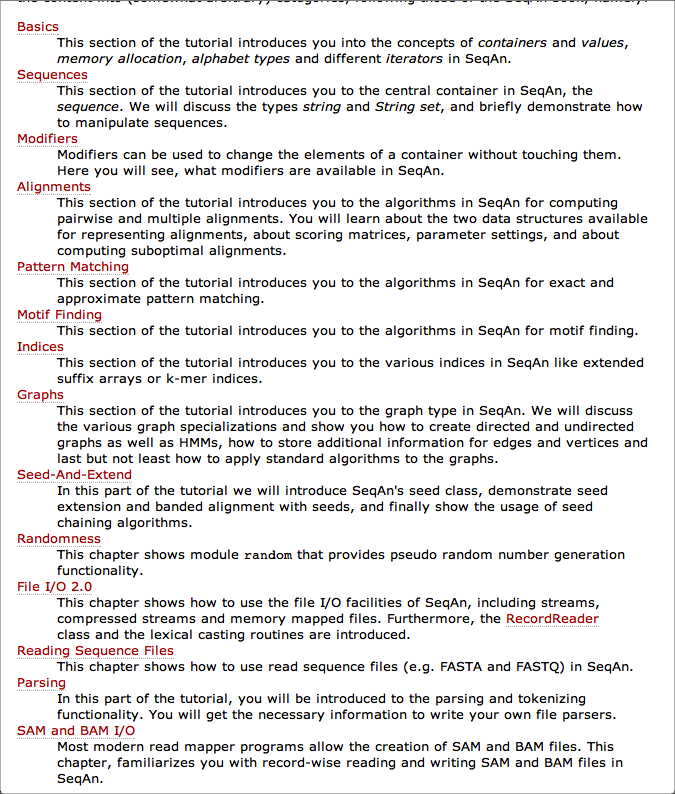 Basics
This section of the tutorial introduces you into the concepts of containers and values,
memory allocation, alphabet types and different iterators in SeqAn.
Sequences
This section of the tutorial introduces you to the central container in SeqAn, the
sequence. We will discuss the types string and String set, and briefly demonstrate how
to manipulate sequences.
Modifiers
Modifiers can be used to change the elements of a container without touching them.
Here you will see, what modifiers are available in SeqAn.
Alignments
This section of the tutorial introduces you to the algorithms in SeqAn for computing
pairwise and multiple alignments. You will learn about the two data structures available
for representing alignments, about scoring matrices, parameter settings, and about
computing suboptimal alignments.
Pattern Matching
This section of the tutorial introduces you to the algorithms in SeqAn for exact and
approximate pattern matching.
Motif Finding
This section of the tutorial introduces you to the algorithms in SeqAn for motif finding.
Indices
This section of the tutorial introduces you to the various indices in SeqAn like extended
suffix arrays or k-mer indices.
Graphs
This section of the tutorial introduces you to the graph type in SeqAn. We will discuss
the various graph specializations and show you how to create directed and undirected
graphs as well as HMMs, how to store additional information for edges and vertices and
last but not least how to apply standard algorithms to the graphs.
Seed-And-Extend
In this part of the tutorial we will introduce SeqAn's seed class, demonstrate seed
extension and banded alignment with seeds, and finally show the usage of seed
chaining algorithms.
Randomness
This chapter shows module random that provides pseudo random number generation
functionality.
File I/O 2.0
This chapter shows how to use the file I/O facilities of SeqAn, including streams,
compressed streams and memory mapped files. Furthermore, the RecordReader
class and the lexical casting routines are introduced.
Reading Sequence Files
This chapter shows how to use read sequence files (e.g. FASTA and FASTQ) in SeqAn.
Parsing
In this part of the tutorial, you will be introduced to the parsing and tokenizing
functionality. You will get the necessary information to write your own file parsers.
SAM and BAM I/O
Most modern read mapper programs allow the creation of SAM and BAM files. This
chapter, familiarizes you with record-wise reading and writing SAM and BAM files in
SeqAn.